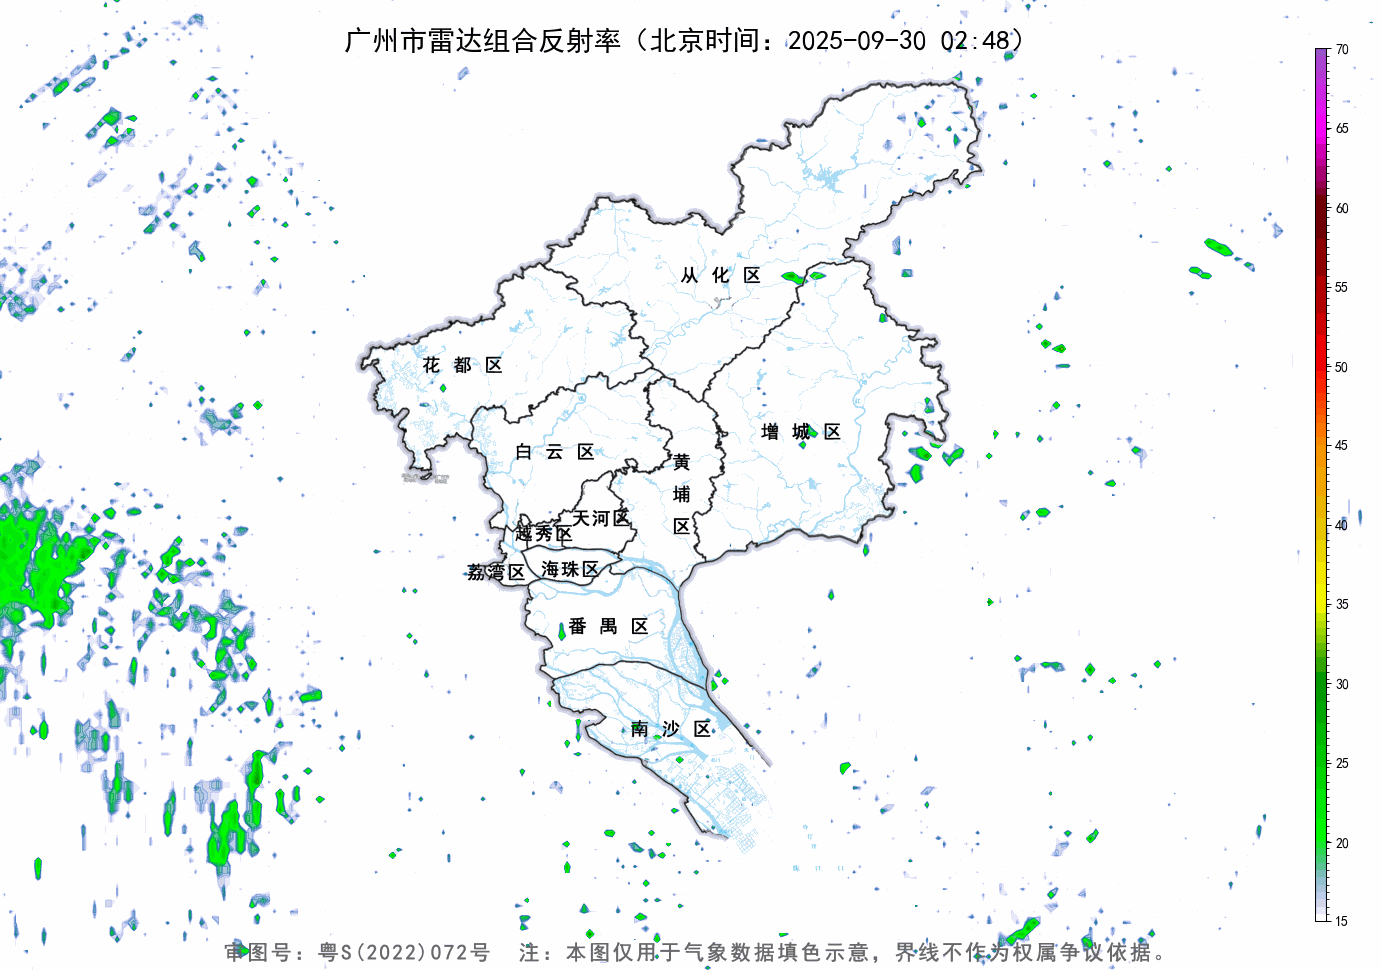 广州市雷达组合反射率（北京时间：2025-09-30 02:48）
70
65
60
55
50
45
40
35
30
25
20
15
从化区
花都区
增城区
白云区
黄埔区
天河区
越秀区
荔湾区
海珠区
番禺区
南沙区
审图号：粤S(2022)072号 注：本图仅用于气象数据填色示意，界线不作为权属争议依据。